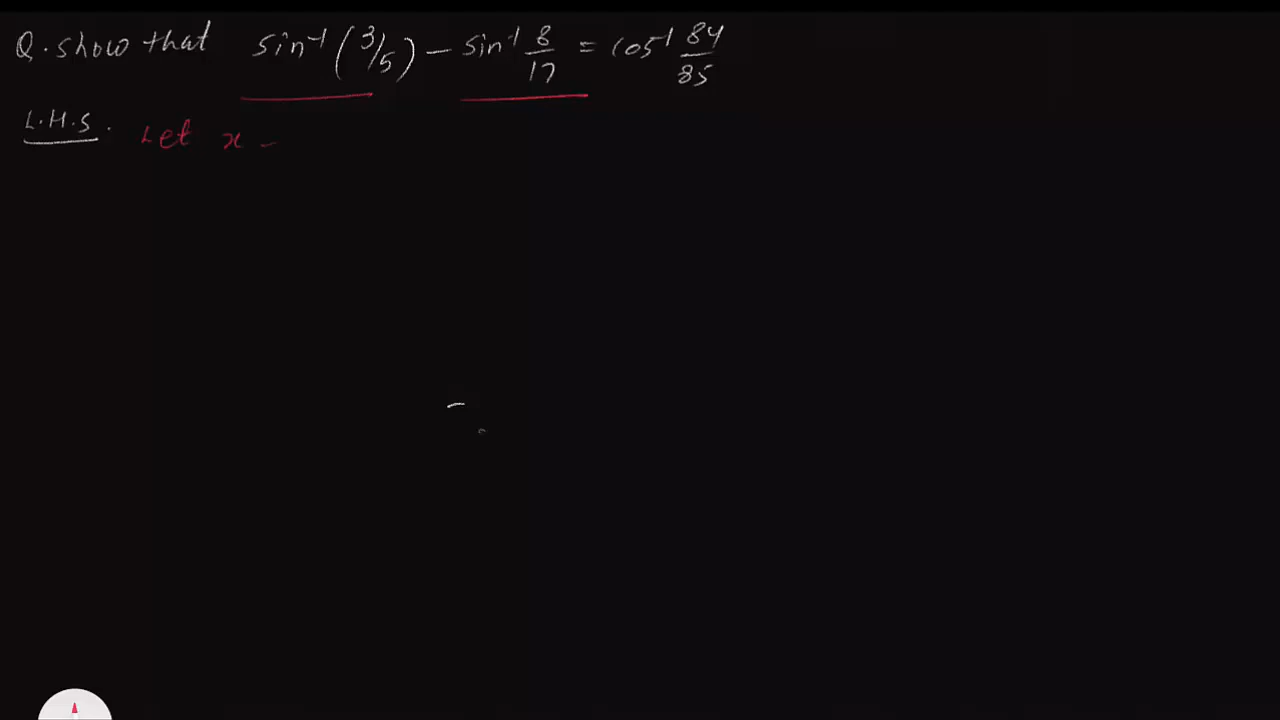 Q. show that sin⁻¹(3/5) − sin⁻¹ 8/17 = cos⁻¹ 84/85
L.H.S. Let x -